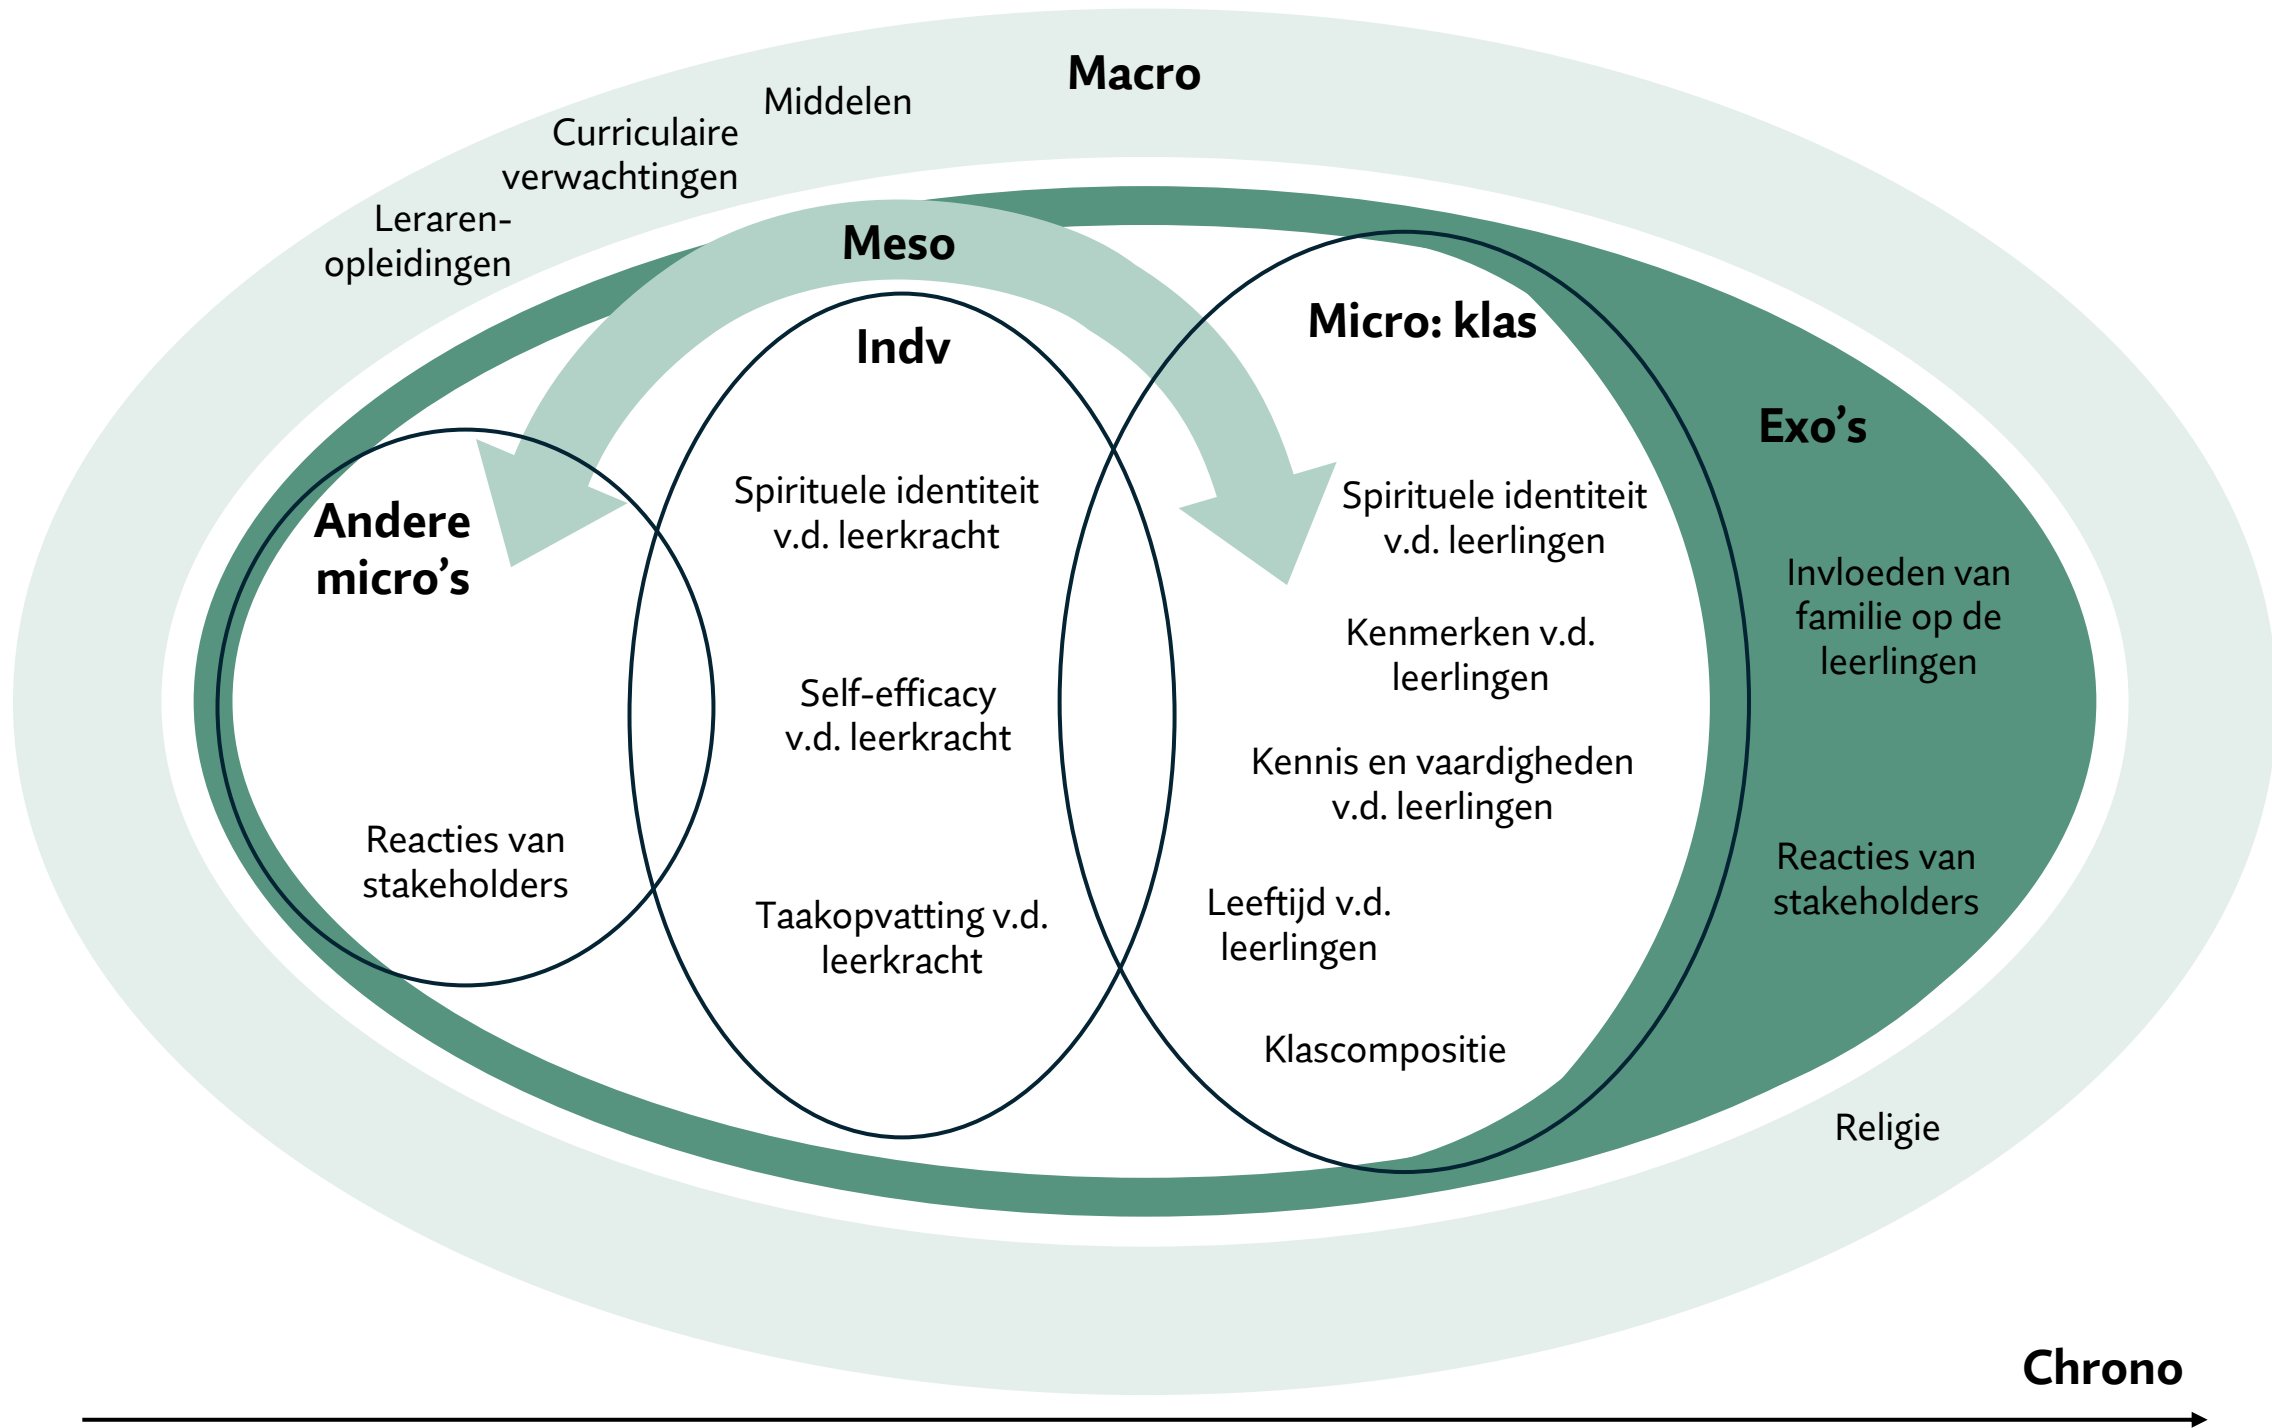 Macro
Middelen
Curriculaire
verwachtingen
Leraren-
opleidingen
Meso
Indv
Micro: klas
Exo’s
Andere
micro’s
Spirituele identiteit
v.d. leerkracht
Spirituele identiteit
v.d. leerlingen
Invloeden van
familie op de
leerlingen
Kenmerken v.d.
leerlingen
Self-efficacy
v.d. leerkracht
Kennis en vaardigheden
v.d. leerlingen
Reacties van
stakeholders
Taakopvatting v.d.
leerkracht
Leeftijd v.d.
leerlingen
Reacties van
stakeholders
Klascompositie
Religie
Chrono